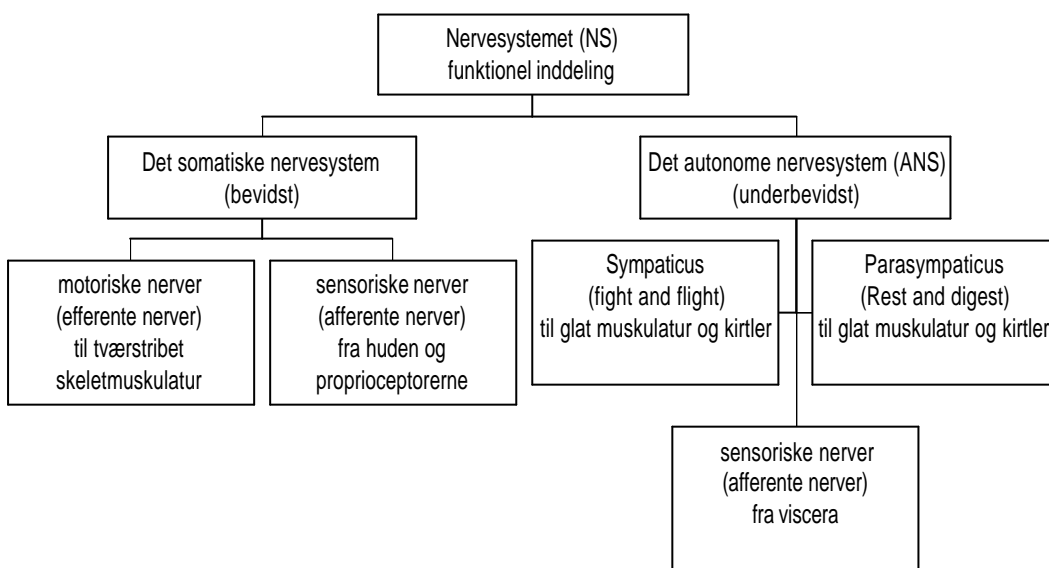 Nervesystemet (NS)
funktionel inddeling
Det somatiske nervesystem
(bevidst)
Det autonome nervesystem (ANS)
(underbevidst)
motoriske nerver
(efferente nerver)
til tværstribet
skeletmuskulatur
sensoriske nerver
(afferente nerver)
fra huden og
proprioceptorerne
Sympaticus
(fight and flight)
til glat muskulatur og kirtler
Parasympaticus
(Rest and digest)
til glat muskulatur og kirtler
sensoriske nerver
(afferente nerver)
fra viscera